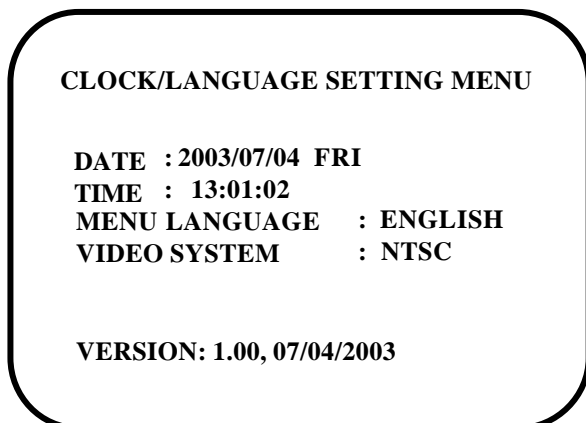 CLOCK/LANGUAGE SETTING MENU
DATE : 2003/07/04 FRI
TIME : 13:01:02
MENU LANGUAGE : ENGLISH
VIDEO SYSTEM : NTSC
VERSION: 1.00, 07/04/2003